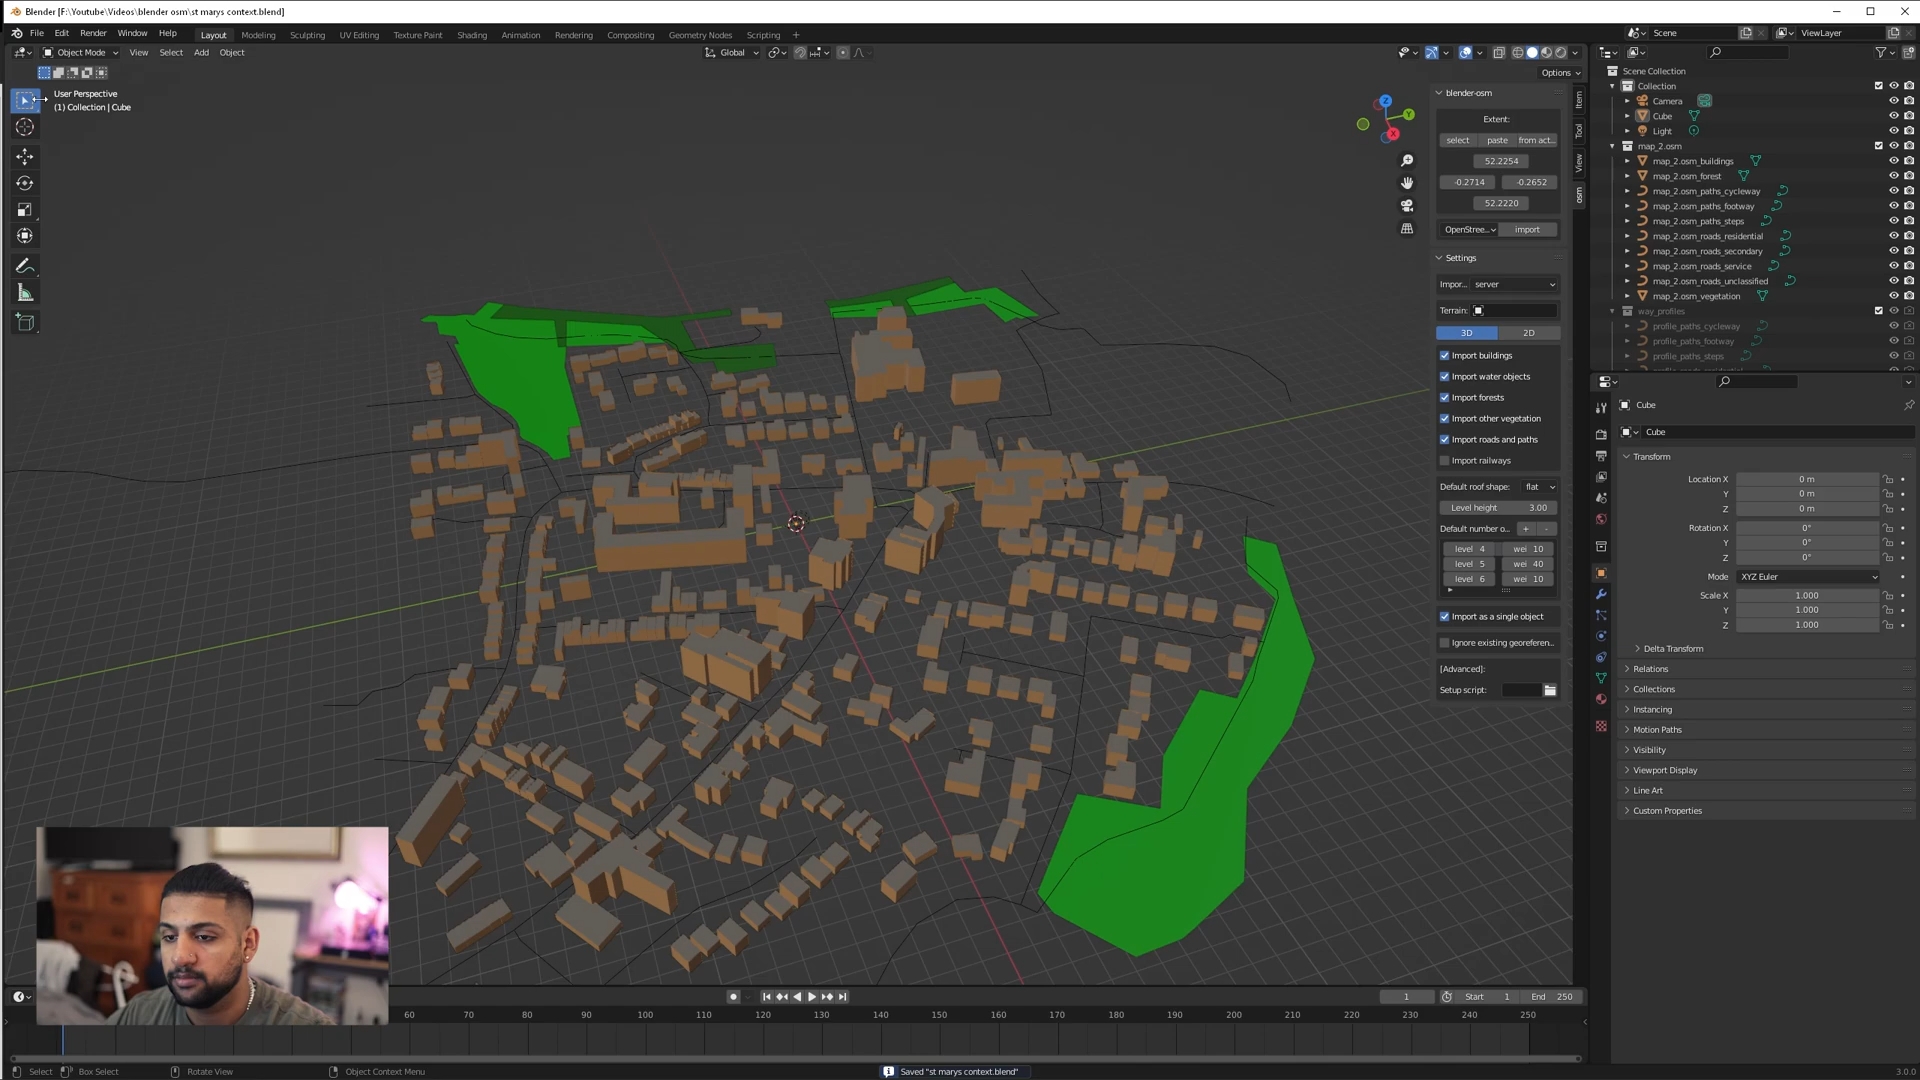 Blender [F:\Youtube\Videos\blender osm\st marys context.blend]
File Edit Render Window Help Layout Modeling Sculpting UV Editing Texture Paint Shading Animation Rendering Compositing Geometry Nodes Scripting + Scene ViewLayer
Object Mode View Select Add Object Global
Options
User Perspective
(1) Collection | Cube
Z
Y
X
blender-osm
Extent:
select paste from act...
52.2254
-0.2714 -0.2652
52.2220
OpenStree... import
Settings
Impor... server
Terrain:
3D 2D
Import buildings
Import water objects
Import forests
Import other vegetation
Import roads and paths
Import railways
Default roof shape: flat
Level height 3.00
Default number o... + -
level 4 wei 10
level 5 wei 40
level 6 wei 10
Import as a single object
Ignore existing georeferen...
[Advanced]:
Setup script:
Item
Tool
View
osm
Scene Collection
Collection
Camera
Cube
Light
map_2.osm
map_2.osm_buildings
map_2.osm_forest
map_2.osm_paths_cycleway
map_2.osm_paths_footway
map_2.osm_paths_steps
map_2.osm_roads_residential
map_2.osm_roads_secondary
map_2.osm_roads_service
map_2.osm_roads_unclassified
map_2.osm_vegetation
way_profiles
profile_paths_cycleway
profile_paths_footway
profile_paths_steps
Cube
Cube
Transform
Location X 0 m
Y 0 m
Z 0 m
Rotation X 0°
Y 0°
Z 0°
Mode XYZ Euler
Scale X 1.000
Y 1.000
Z 1.000
Delta Transform
Relations
Collections
Instancing
Motion Paths
Visibility
Viewport Display
Line Art
Custom Properties
1 Start 1 End 250
60 70 80 90 100 110 120 130 140 150 160 170 180 190 200 210 220 230 240 250
Select Box Select Rotate View Object Context Menu Saved "st marys context.blend" 3.0.0